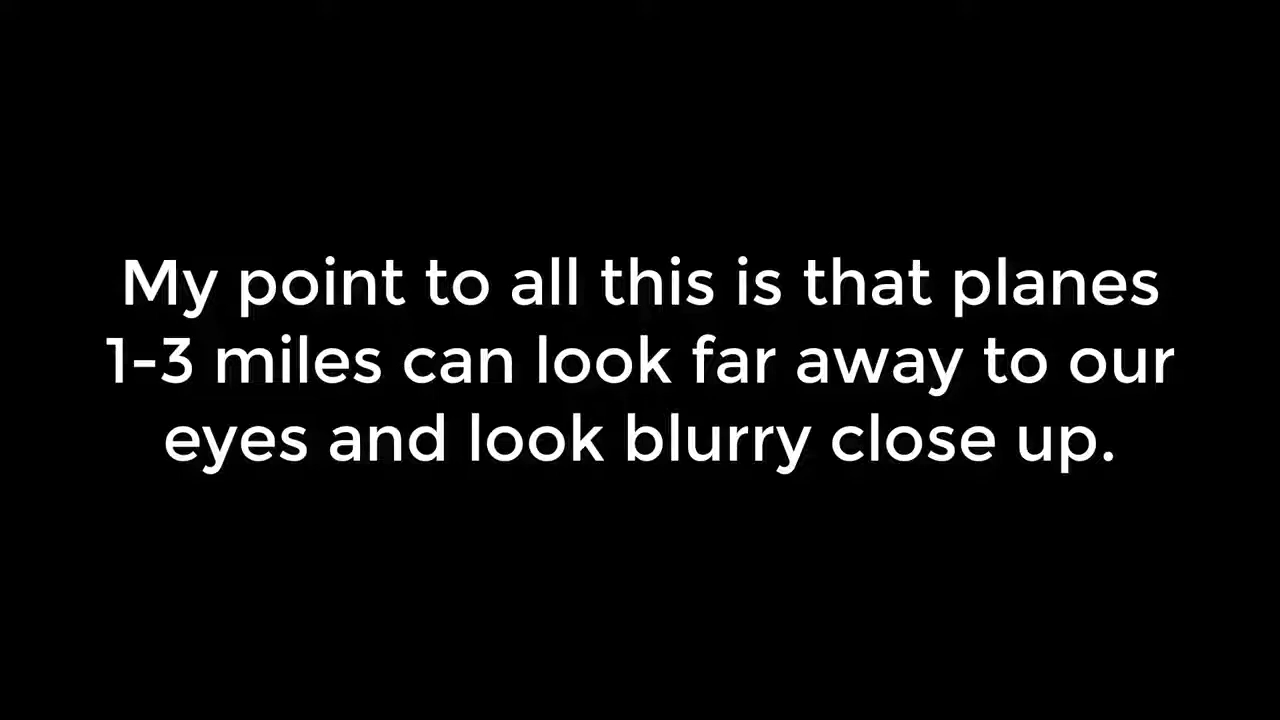 My point to all this is that planes
1-3 miles can look far away to our
eyes and look blurry close up.